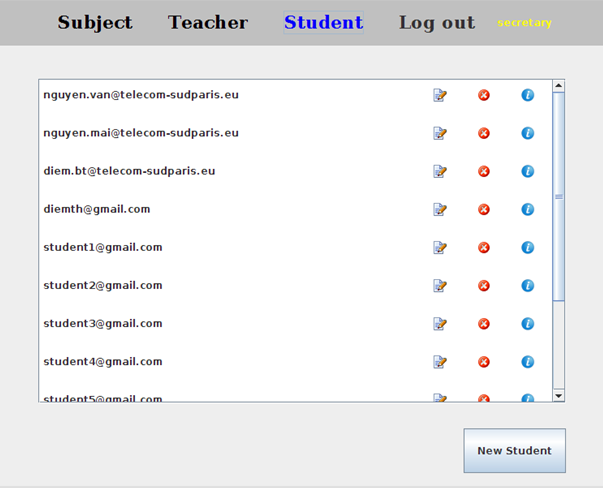 Subject Teacher Student Log out secretary
nguyen.van@telecom-sudparis.eu
nguyen.mai@telecom-sudparis.eu
diem.bt@telecom-sudparis.eu
diemth@gmail.com
student1@gmail.com
student2@gmail.com
student3@gmail.com
student4@gmail.com
student5@gmail.com
New Student